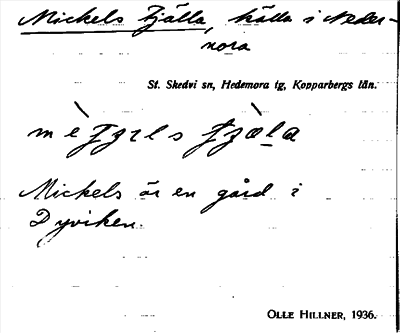 Mickels Fjälla, källa i Neder-
nora
St. Skedvi sn, Hedemora tg, Kopparbergs län.
Mickels är en gård i
Dyviken.
OLLE HILLNER, 1936.